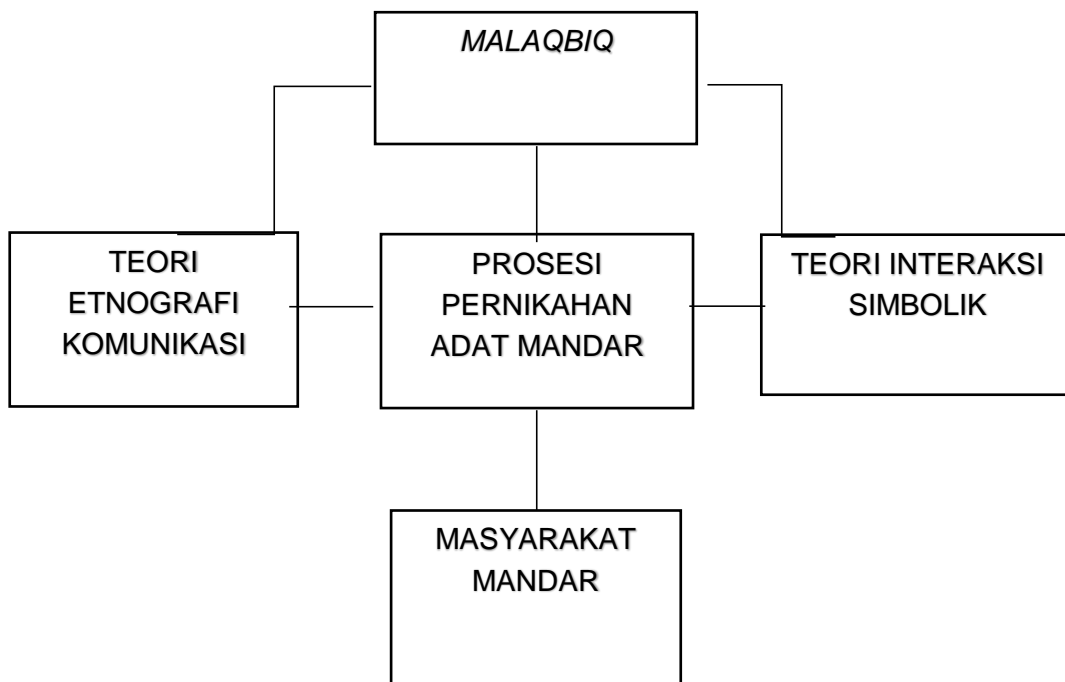 MALAQBIQ
TEORI
ETNOGRAFI
KOMUNIKASI
PROSESI
PERNIKAHAN
ADAT MANDAR
TEORI INTERAKSI
SIMBOLIK
MASYARAKAT
MANDAR